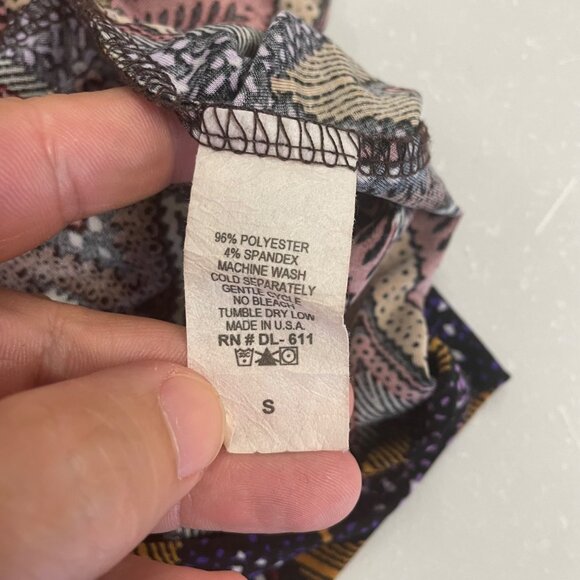 96% POLYESTER
4% SPANDEX
MACHINE WASH
COLD SEPARATELY
GENTLE CYCLE
NO BLEACH
TUMBLE DRY LOW
MADE IN U.S.A.
RN # DL- 611
S